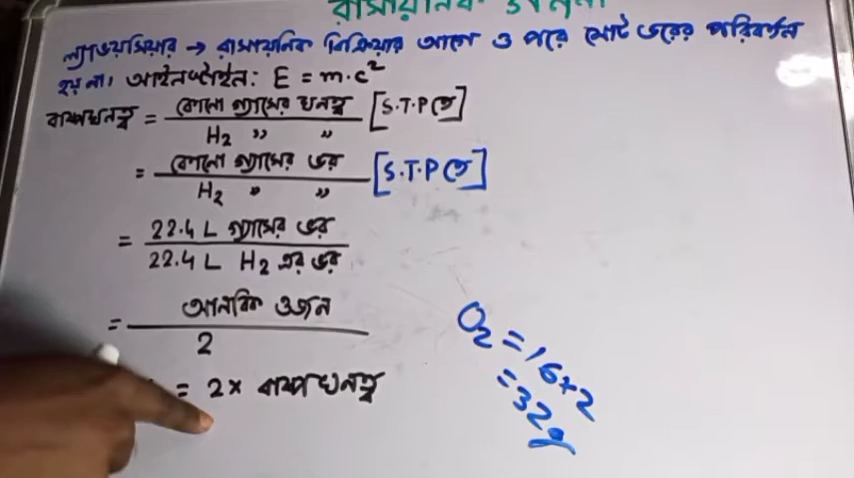 রাসায়নিক
ল্যাভয়সিয়ার → রাসায়নিক বিক্রিয়ার আগে ও পরে মোট ভরের পরিবর্তন
হয় না। আইনস্টাইন: E = m.c²
বাষ্পঘনত্ব = কোনো গ্যাসের ঘনত্ব / H₂ " " [S.T.P তে]
= কোনো গ্যাসের ভর / H₂ " " [S.T.P তে]
= 22.4 L গ্যাসের ভর / 22.4 L H₂ এর ভর
= আনবিক ওজন / 2
= 2 × বাষ্পঘনত্ব
O₂ = 16×2
= 32g